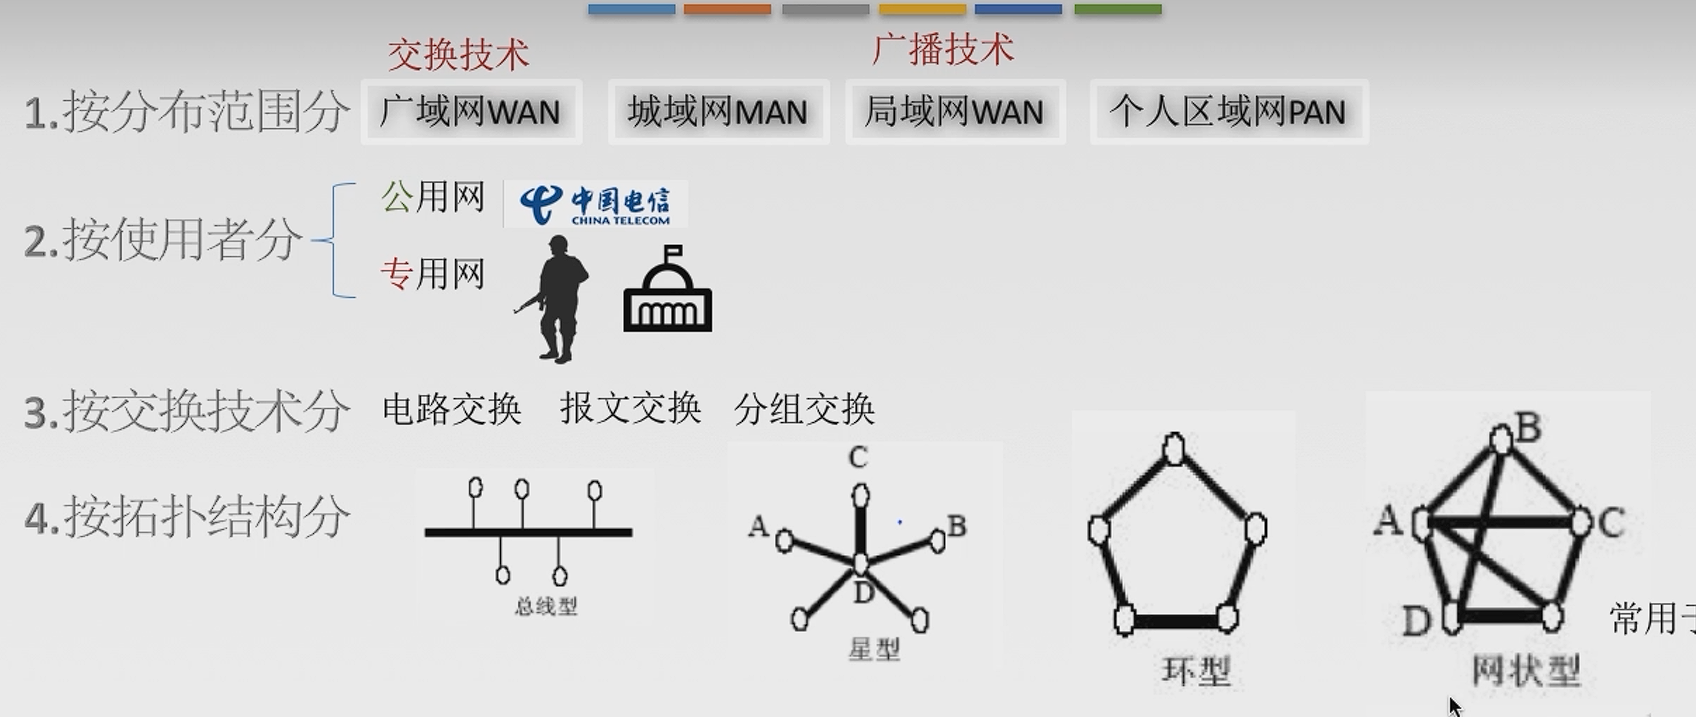 交换技术 广播技术
1.按分布范围分 广域网WAN 城域网MAN 局域网WAN 个人区域网PAN
2.按使用者分
公用网 中国电信
CHINA TELECOM
专用网
3.按交换技术分 电路交换 报文交换 分组交换
4.按拓扑结构分
总线型
C
A B
D
星型
环型
B
A C
D
常用于
网状型